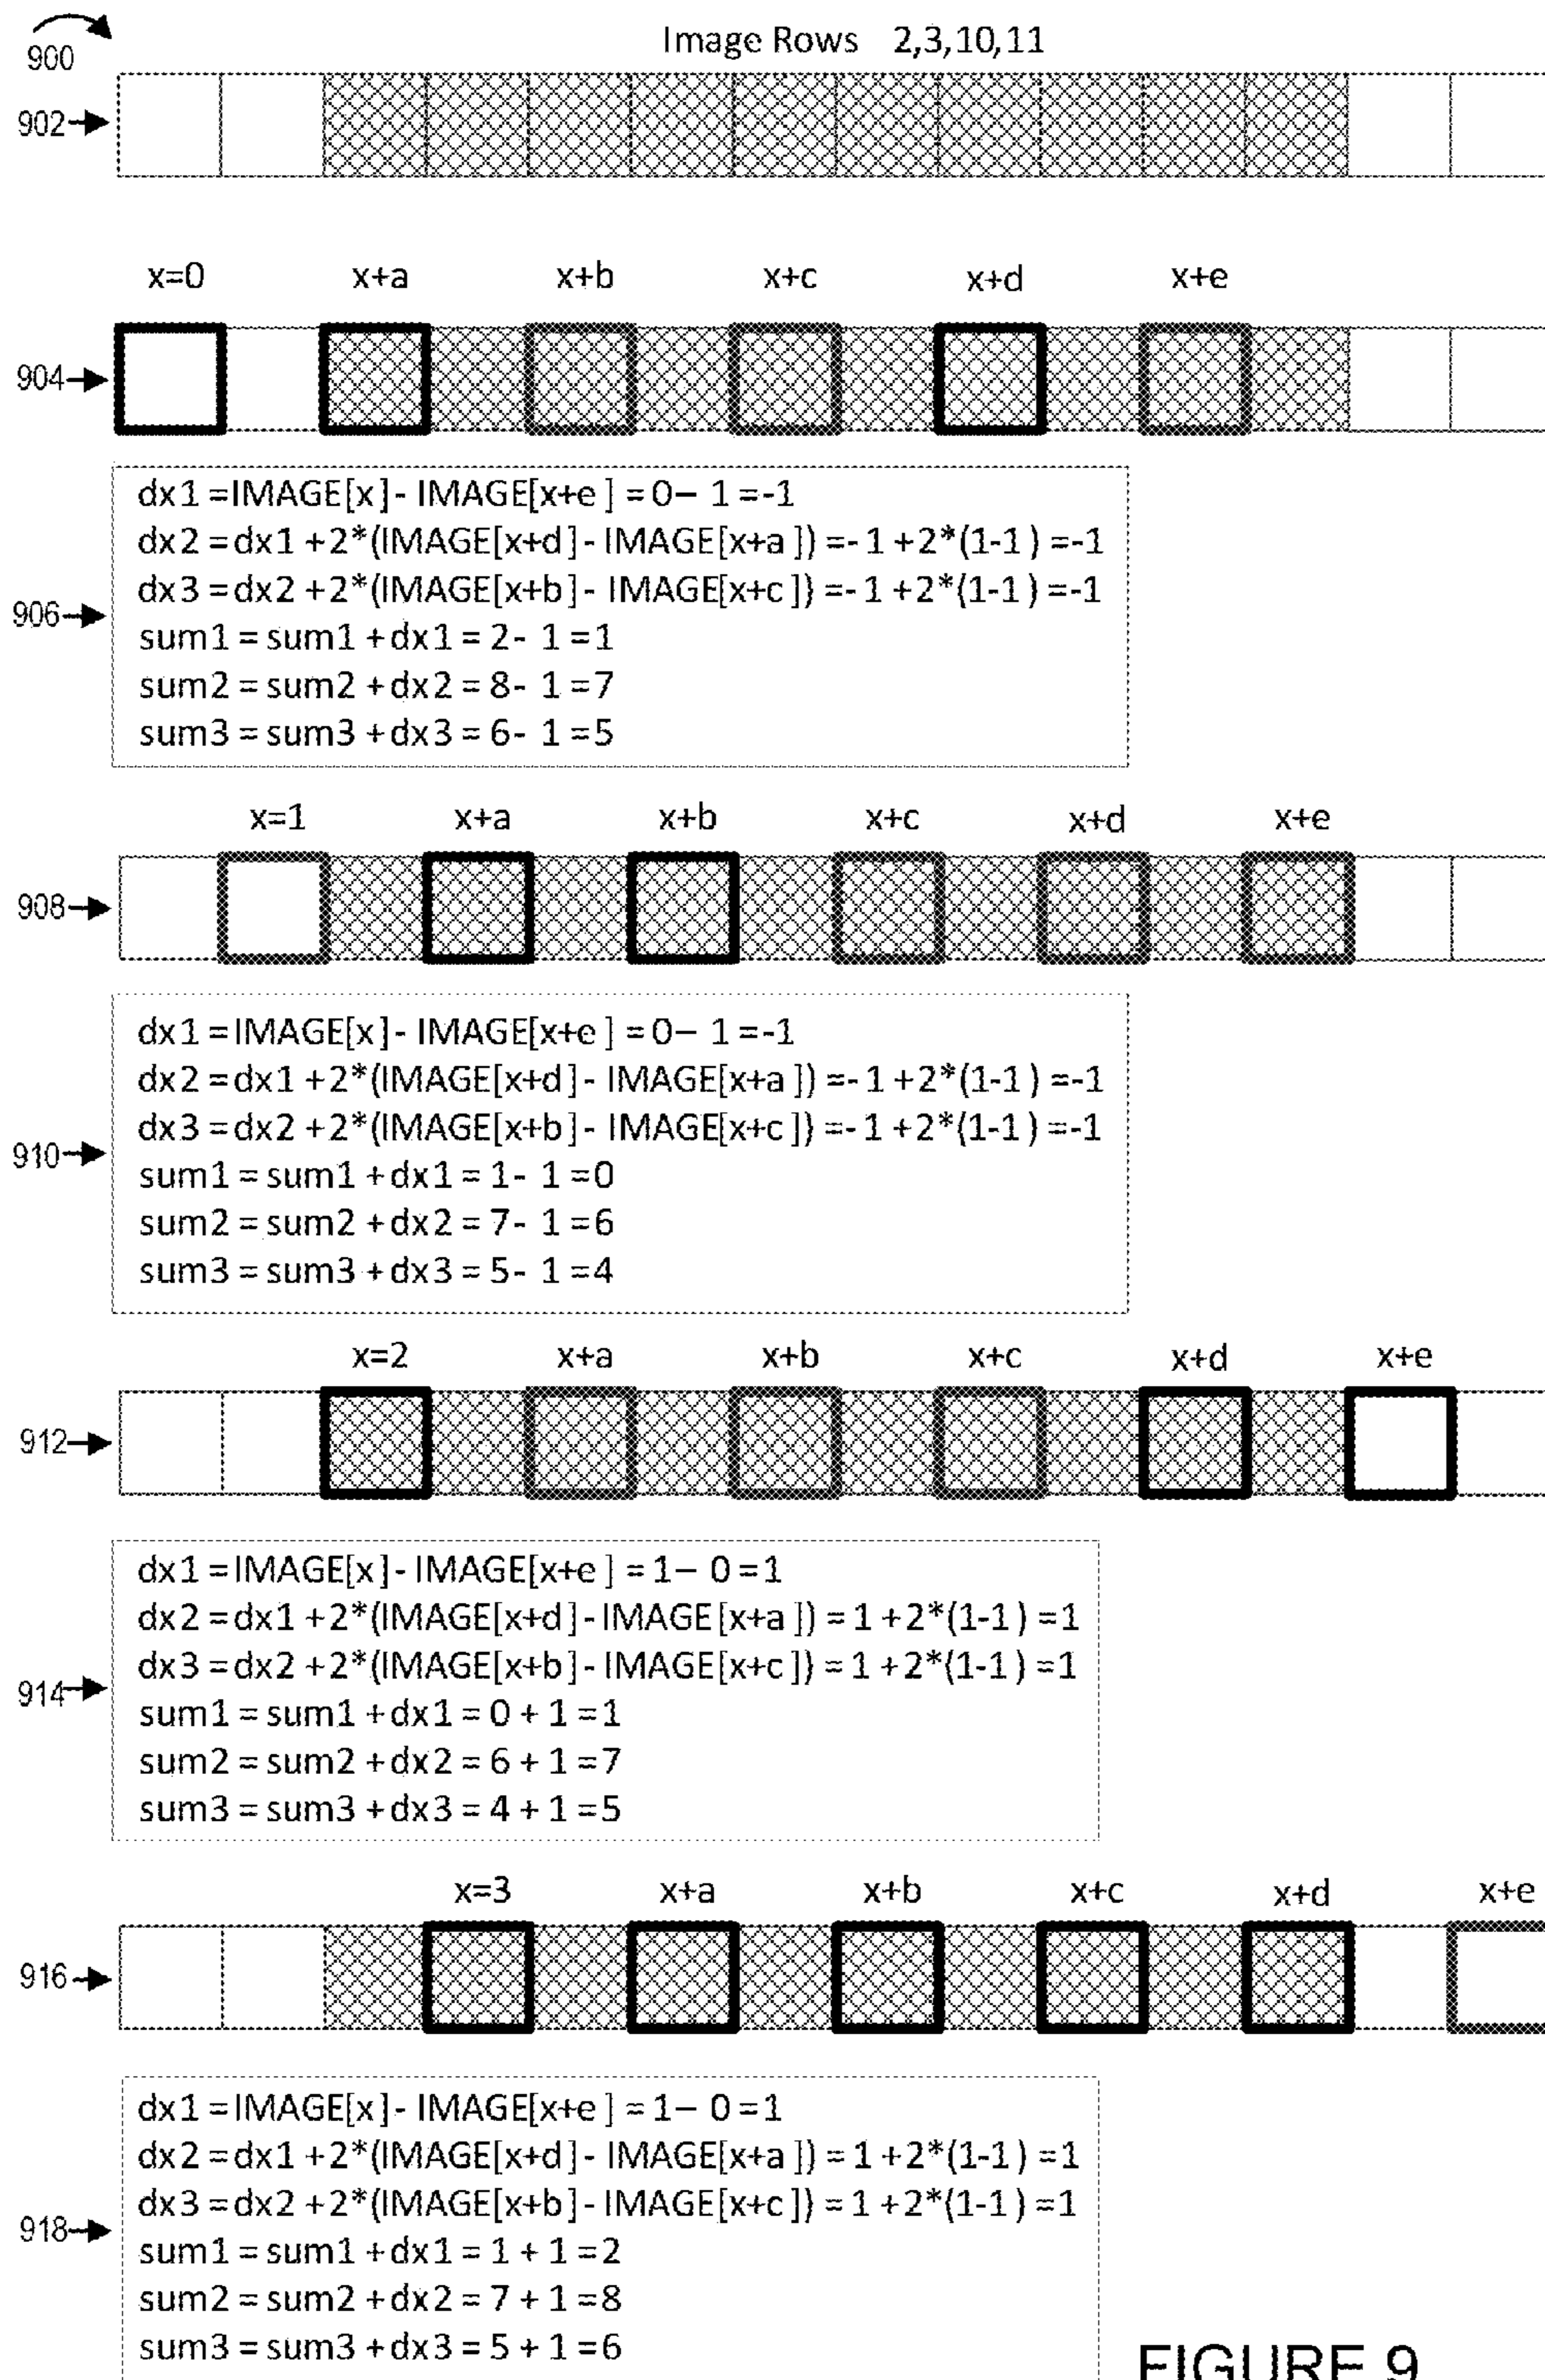 900
Image Rows 2,3,10,11
902
x=0 x+a x+b x+c x+d x+e
904
dx1 =IMAGE[x]- IMAGE[x+e ] =0– 1 =-1
dx2 =dx1 +2*(IMAGE[x+d]- IMAGE[x+a ]) =- 1 +2*(1-1) =-1
dx3 =dx2 +2*(IMAGE[x+b]- IMAGE[x+c ]) =- 1 +2*(1-1) =-1
906
sum1 = sum1 +dx1 = 2- 1 =1
sum2 = sum2 +dx2 = 8- 1 =7
sum3 = sum3 +dx3 = 6- 1 =5
x=1 x+a x+b x+c x+d x+e
908
dx1 =IMAGE[x]- IMAGE[x+e ] =0– 1 =-1
dx2 =dx1 +2*(IMAGE[x+d]- IMAGE[x+a ]) =- 1 +2*(1-1) =-1
dx3 =dx2 +2*(IMAGE[x+b]- IMAGE[x+c ]) =- 1 +2*(1-1) =-1
910
sum1 = sum1 +dx1 = 1- 1 =0
sum2 = sum2 +dx2 = 7- 1 =6
sum3 = sum3 +dx3 = 5- 1 =4
x=2 x+a x+b x+c x+d x+e
912
dx1 =IMAGE[x]- IMAGE[x+e ] =1– 0 =1
dx2 =dx1 +2*(IMAGE[x+d]-IMAGE[x+a ]) = 1 +2*(1-1) =1
dx3 =dx2 +2*(IMAGE[x+b]-IMAGE[x+c ]) = 1 +2*(1-1) =1
914
sum1 = sum1 +dx1 = 0 + 1 =1
sum2 = sum2 +dx2 = 6 + 1 =7
sum3 = sum3 +dx3 = 4 + 1 =5
x=3 x+a x+b x+c x+d x+e
916
dx1 =IMAGE[x]- IMAGE[x+e ] =1– 0 =1
dx2 =dx1 +2*(IMAGE[x+d]- IMAGE[x+a ]) = 1 +2*(1-1) =1
dx3 =dx2 +2*(IMAGE[x+b]- IMAGE[x+c ]) = 1 +2*(1-1) =1
918
sum1 = sum1 +dx1 = 1 + 1 =2
sum2 = sum2 +dx2 = 7 + 1 =8
sum3 = sum3 +dx3 = 5 + 1 =6
FIGURE 9